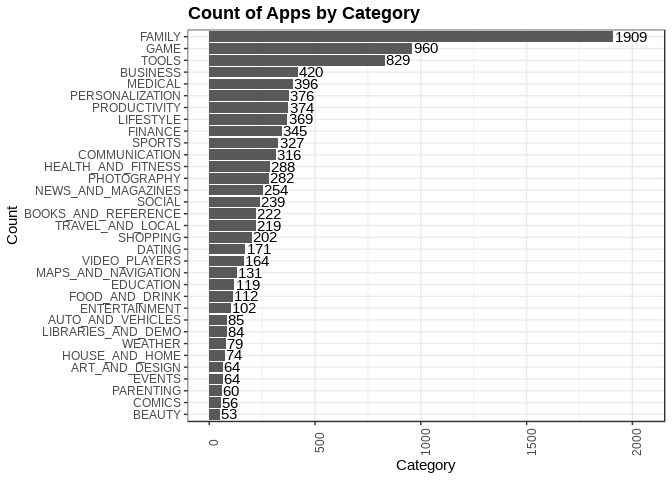 Count of Apps by Category
Count
FAMILY 1909
GAME 960
TOOLS 829
BUSINESS 420
MEDICAL 396
PERSONALIZATION 376
PRODUCTIVITY 374
LIFESTYLE 369
FINANCE 345
SPORTS 327
COMMUNICATION 316
HEALTH_AND_FITNESS 288
PHOTOGRAPHY 282
NEWS_AND_MAGAZINES 254
SOCIAL 239
BOOKS_AND_REFERENCE 222
TRAVEL_AND_LOCAL 219
SHOPPING 202
DATING 171
VIDEO_PLAYERS 164
MAPS_AND_NAVIGATION 131
EDUCATION 119
FOOD_AND_DRINK 112
ENTERTAINMENT 102
AUTO_AND_VEHICLES 85
LIBRARIES_AND_DEMO 84
WEATHER 79
HOUSE_AND_HOME 74
ART_AND_DESIGN 64
EVENTS 64
PARENTING 60
COMICS 56
BEAUTY 53
0 500 1000 1500 2000
Category